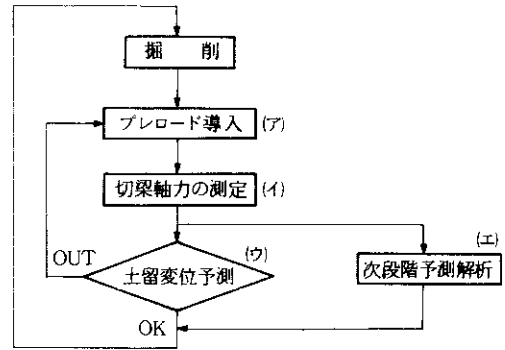 掘 削
プレロード導入 (ア)
切梁軸力の測定 (イ)
(ウ)
(エ)
OUT
土留変位予測
次段階予測解析
OK